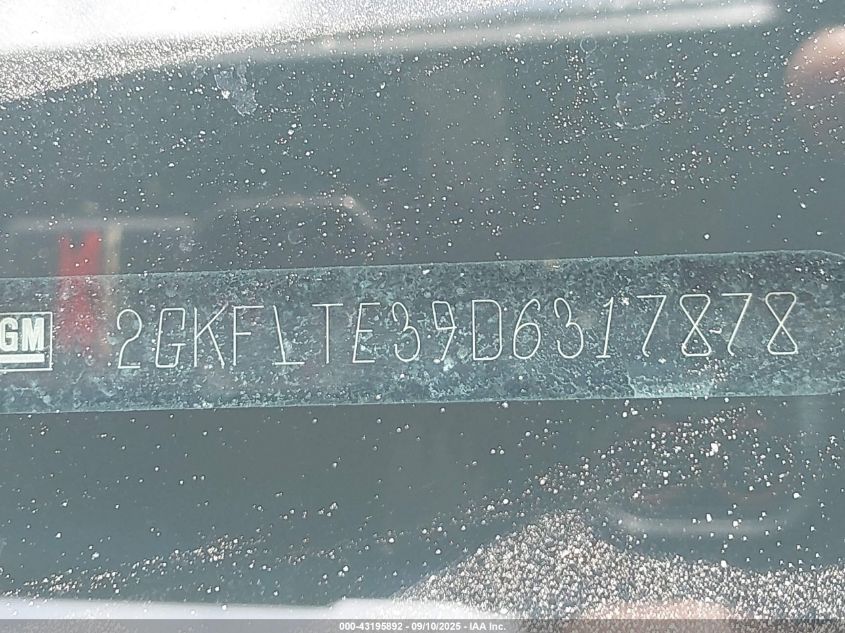 GM 2GKFLTE39D6317878
000-43195892 - 09/10/2025 - IAA Inc.